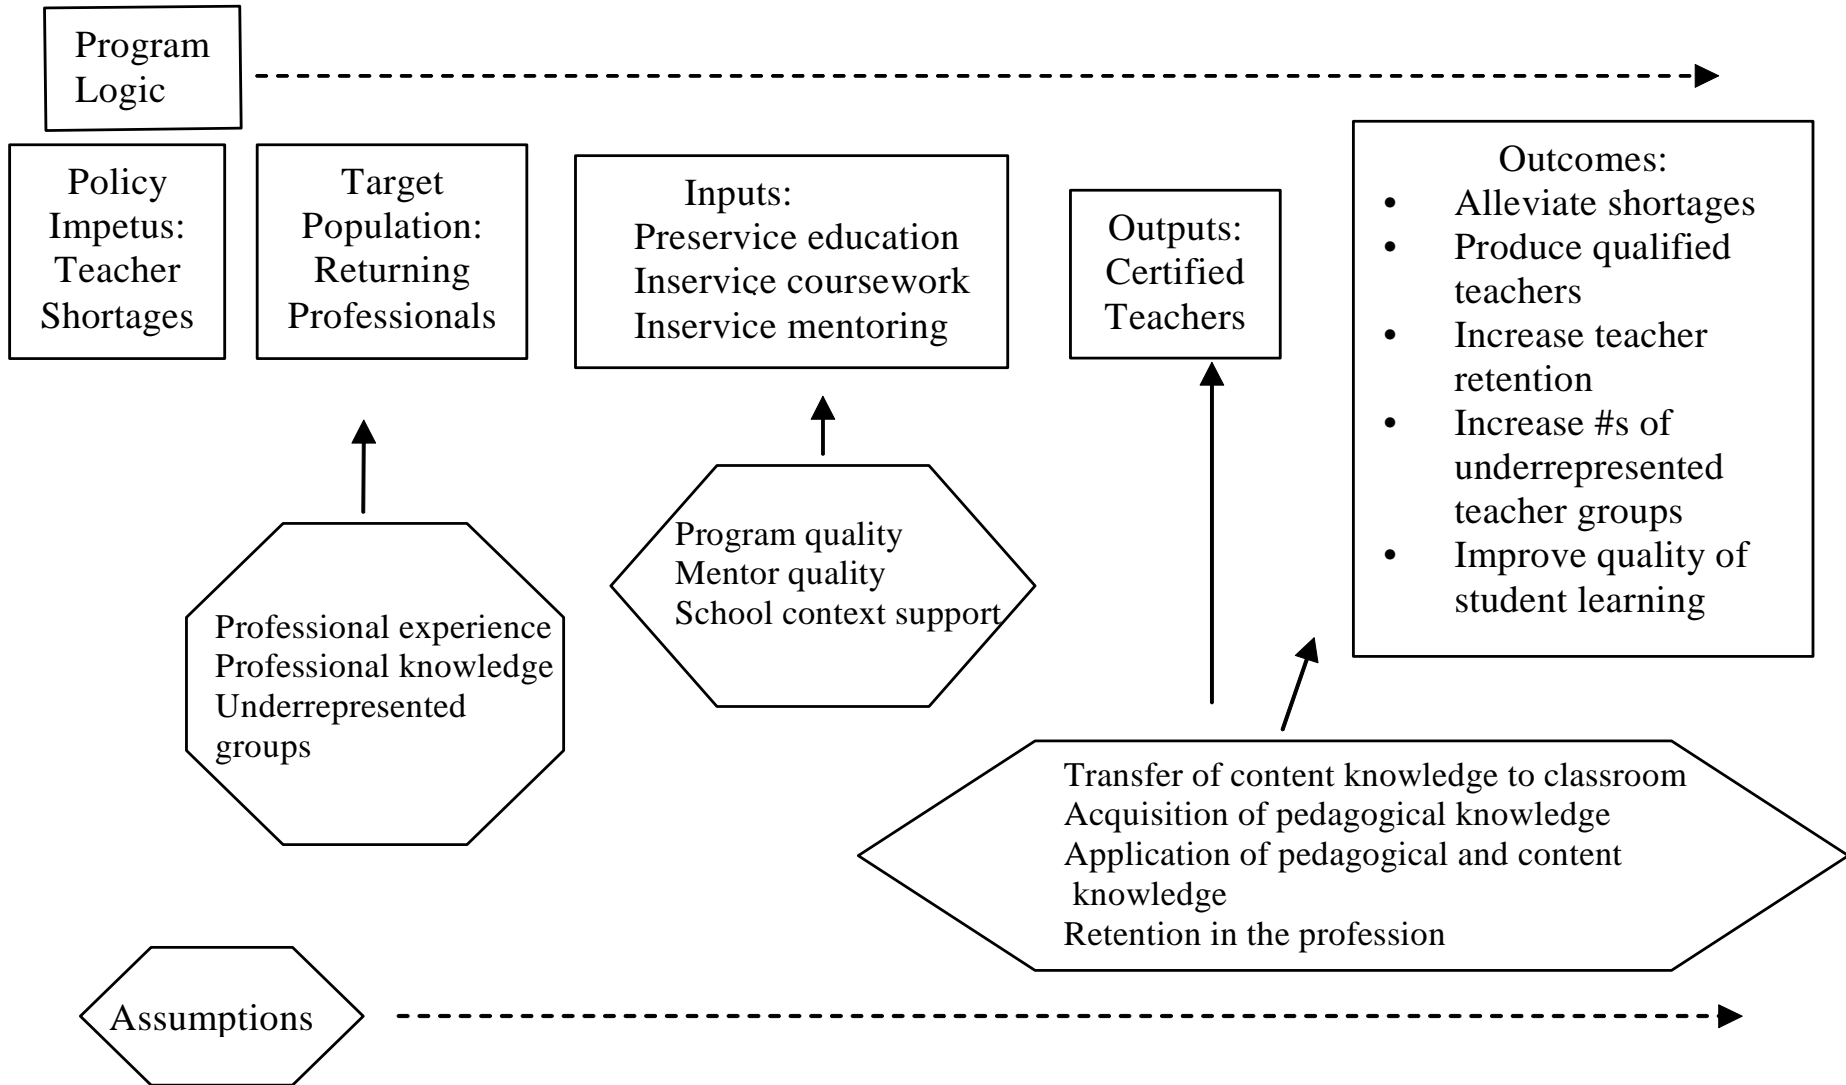 Program
Logic
Policy
Impetus:
Teacher
Shortages
Target
Population:
Returning
Professionals
Inputs:
Preservice education
Inservice coursework
Inservice mentoring
Outputs:
Certified
Teachers
Outcomes:
• Alleviate shortages
• Produce qualified
teachers
• Increase teacher
retention
• Increase #s of
underrepresented
teacher groups
• Improve quality of
student learning
Professional experience
Professional knowledge
Underrepresented
groups
Program quality
Mentor quality
School context support
Transfer of content knowledge to classroom
Acquisition of pedagogical knowledge
Application of pedagogical and content
knowledge
Retention in the profession
Assumptions